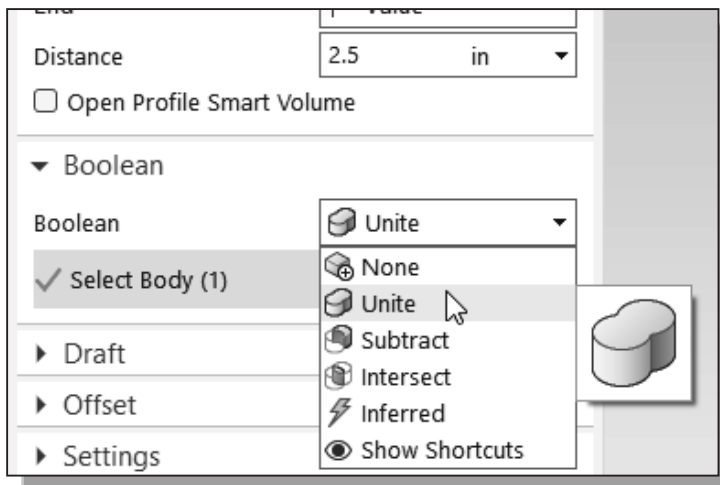 Distance 2.5 in
Open Profile Smart Volume
Boolean
Boolean Unite
None
Select Body (1)
Unite
Subtract
Draft
Intersect
Offset
Inferred
Settings
Show Shortcuts